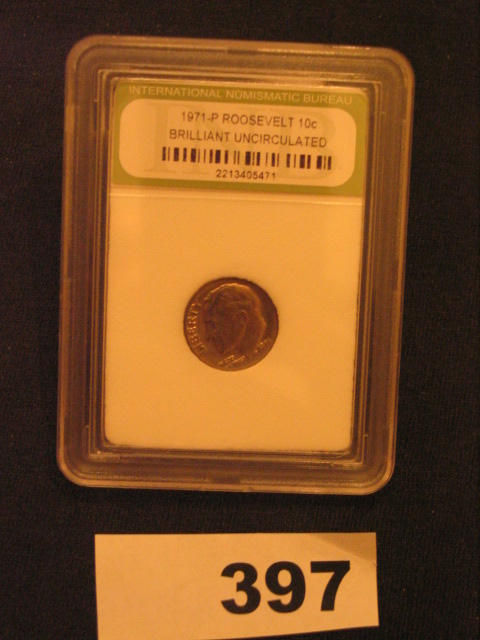 INTERNATIONAL NUMISMATIC BUREAU
1971-P ROOSEVELT 10c
BRILLIANT UNCIRCULATED
2213405471
LIBERTY
397